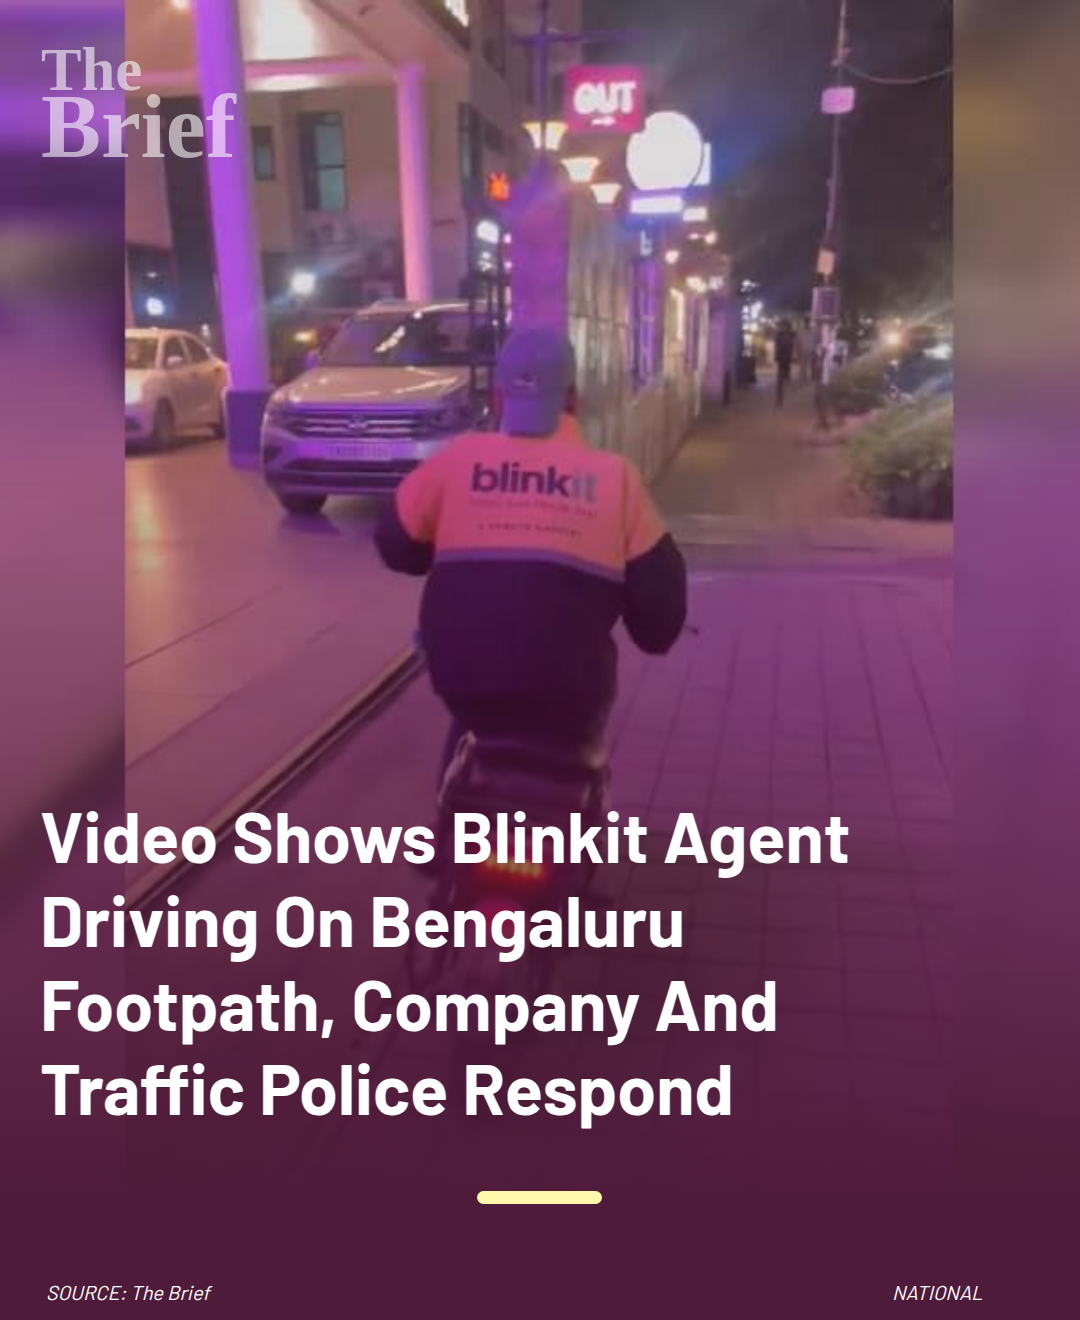 The
Brief
OUT
blinkit
Video Shows Blinkit Agent
Driving On Bengaluru
Footpath, Company And
Traffic Police Respond
SOURCE: The Brief
NATIONAL